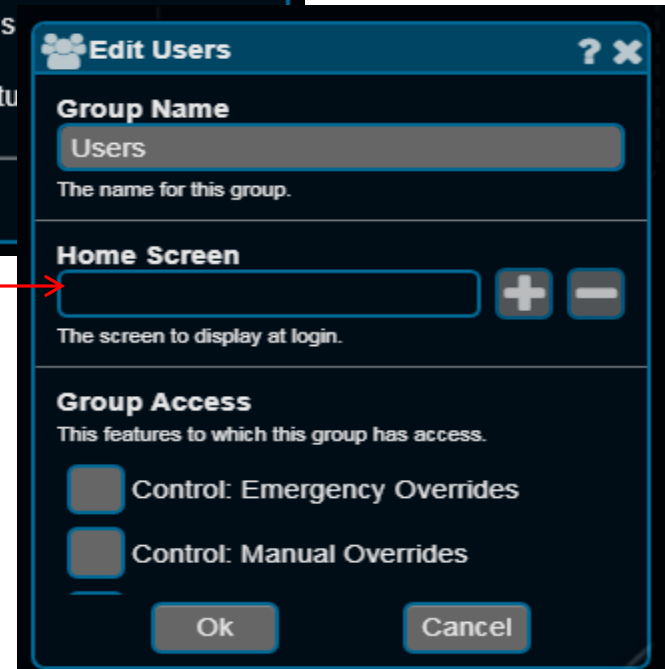 s
tu
Edit Users ? ✖
Group Name
Users
The name for this group.
Home Screen
The screen to display at login.
Group Access
This features to which this group has access.
Control: Emergency Overrides
Control: Manual Overrides
Ok Cancel